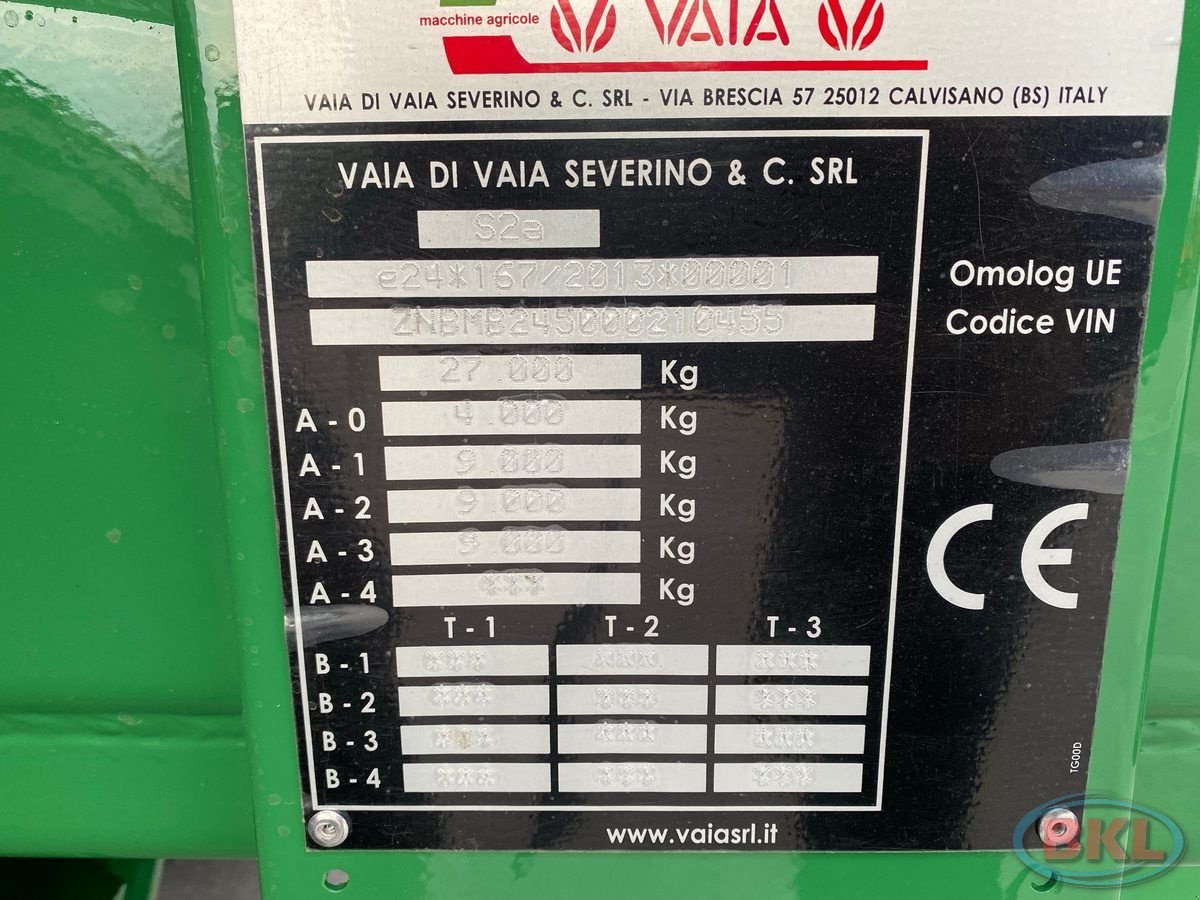 macchine agricole
VAIA
VAIA DI VAIA SEVERINO & C. SRL - VIA BRESCIA 57 25012 CALVISANO (BS) ITALY
VAIA DI VAIA SEVERINO & C. SRL
S2a
e24*167/2013*00001 Omolog UE
ZNBMB245000210455 Codice VIN
27.000 Kg
A - 0 4.000 Kg
A - 1 9.000 Kg
A - 2 9.000 Kg
A - 3 9.000 Kg
A - 4 *** Kg
CE
T - 1 T - 2 T - 3
B - 1 *** *** ***
B - 2 *** *** ***
B - 3 *** *** ***
B - 4 *** *** ***
TG00D
www.vaiasrl.it
BKL